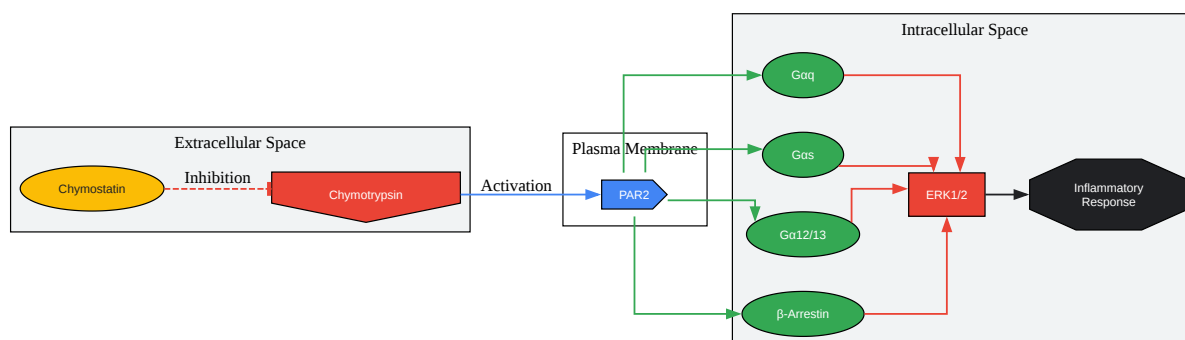 Extracellular Space
Chymostatin
Inhibition
Chymotrypsin
Activation
Plasma Membrane
PAR2
Intracellular Space
Gαq
Gαs
Gα12/13
β-Arrestin
ERK1/2
Inflammatory
Response